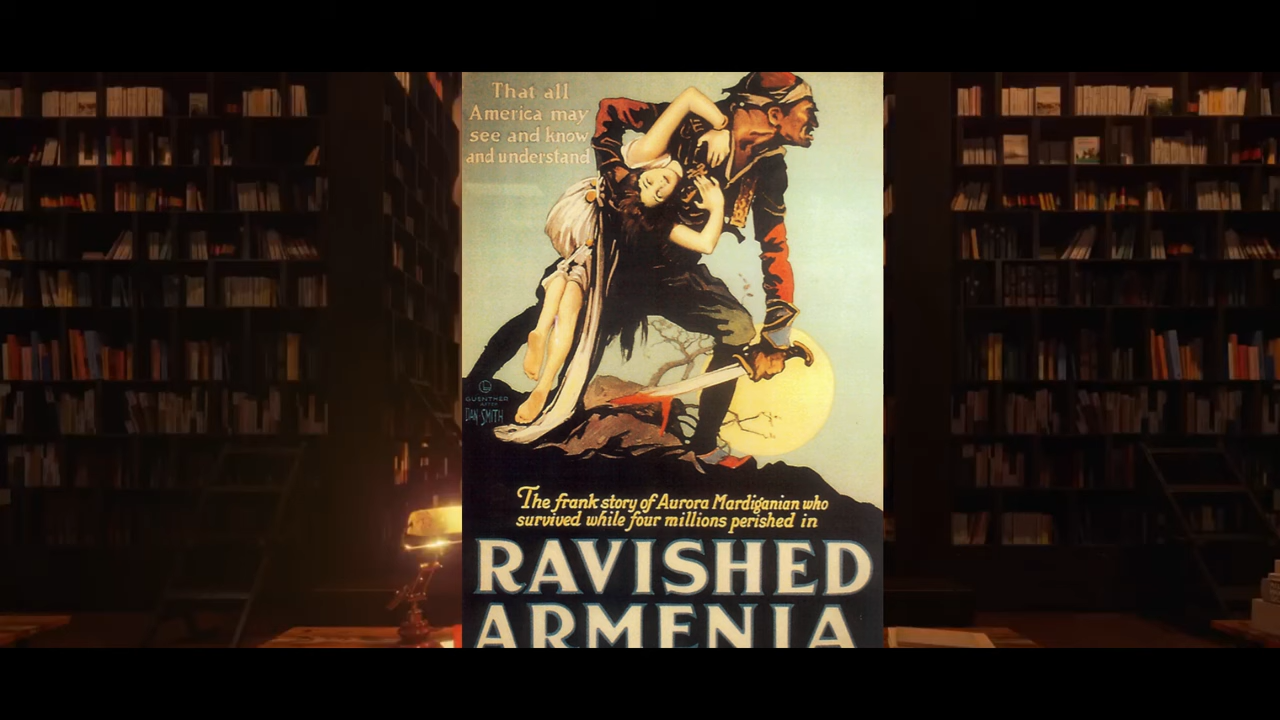 That all
America may
see and know
and understand
GUENTHER
AFTER
DAN SMITH
The frank story of Aurora Mardiganian who
survived while four millions perished in
RAVISHED
ARMENIA